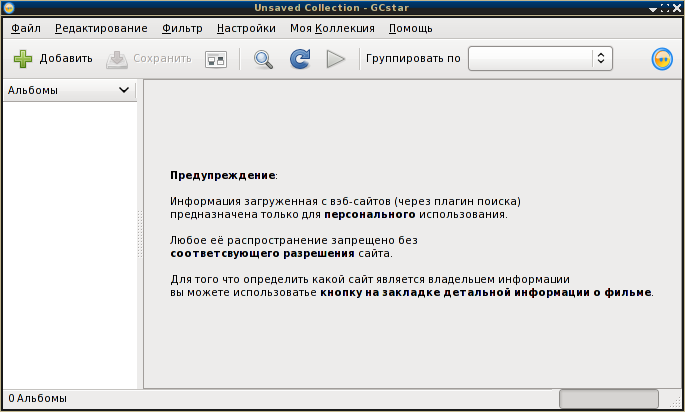 Unsaved Collection - GCstar
Файл Редактирование Фильтр Настройки Моя Коллекция Помощь
Добавить Сохранить Группировать по
Альбомы
Предупреждение:
Информация загруженная с вэб-сайтов (через плагин поиска)
предназначена только для персонального использования.
Любое её распространение запрещено без
соответсвующего разрешения сайта.
Для того что определить какой сайт является владельцем информации
вы можете использоватье кнопку на закладке детальной информации о фильме.
0 Альбомы